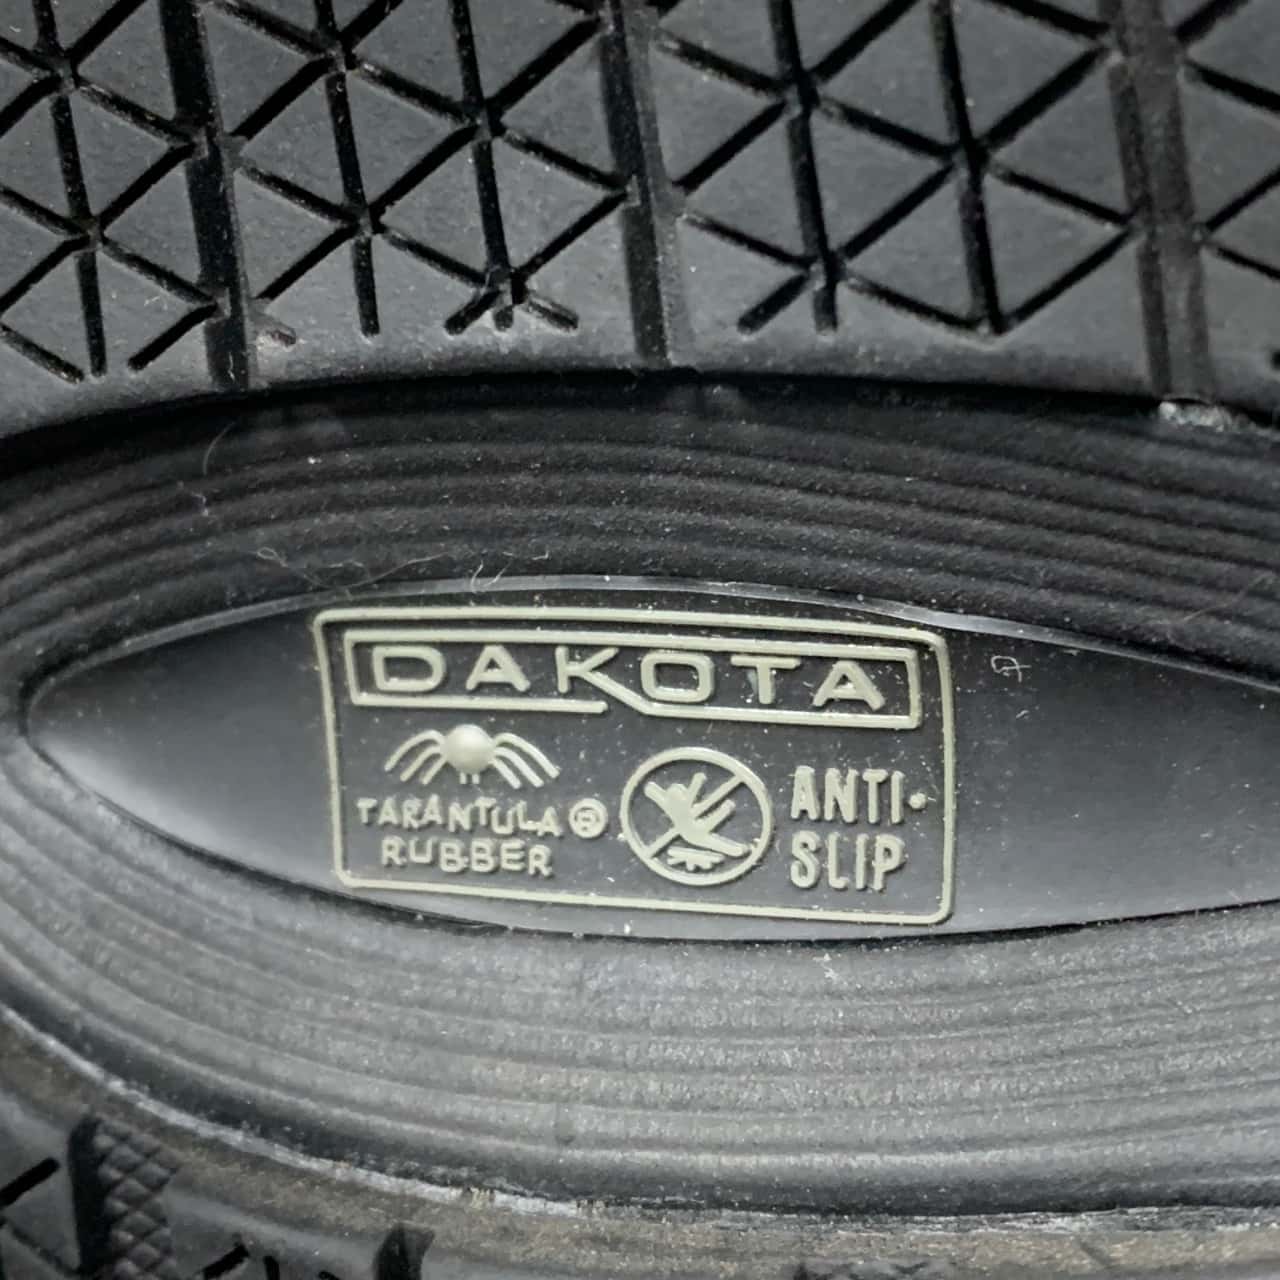 DAKOTA
TARANTULA®
RUBBER
ANTI-
SLIP